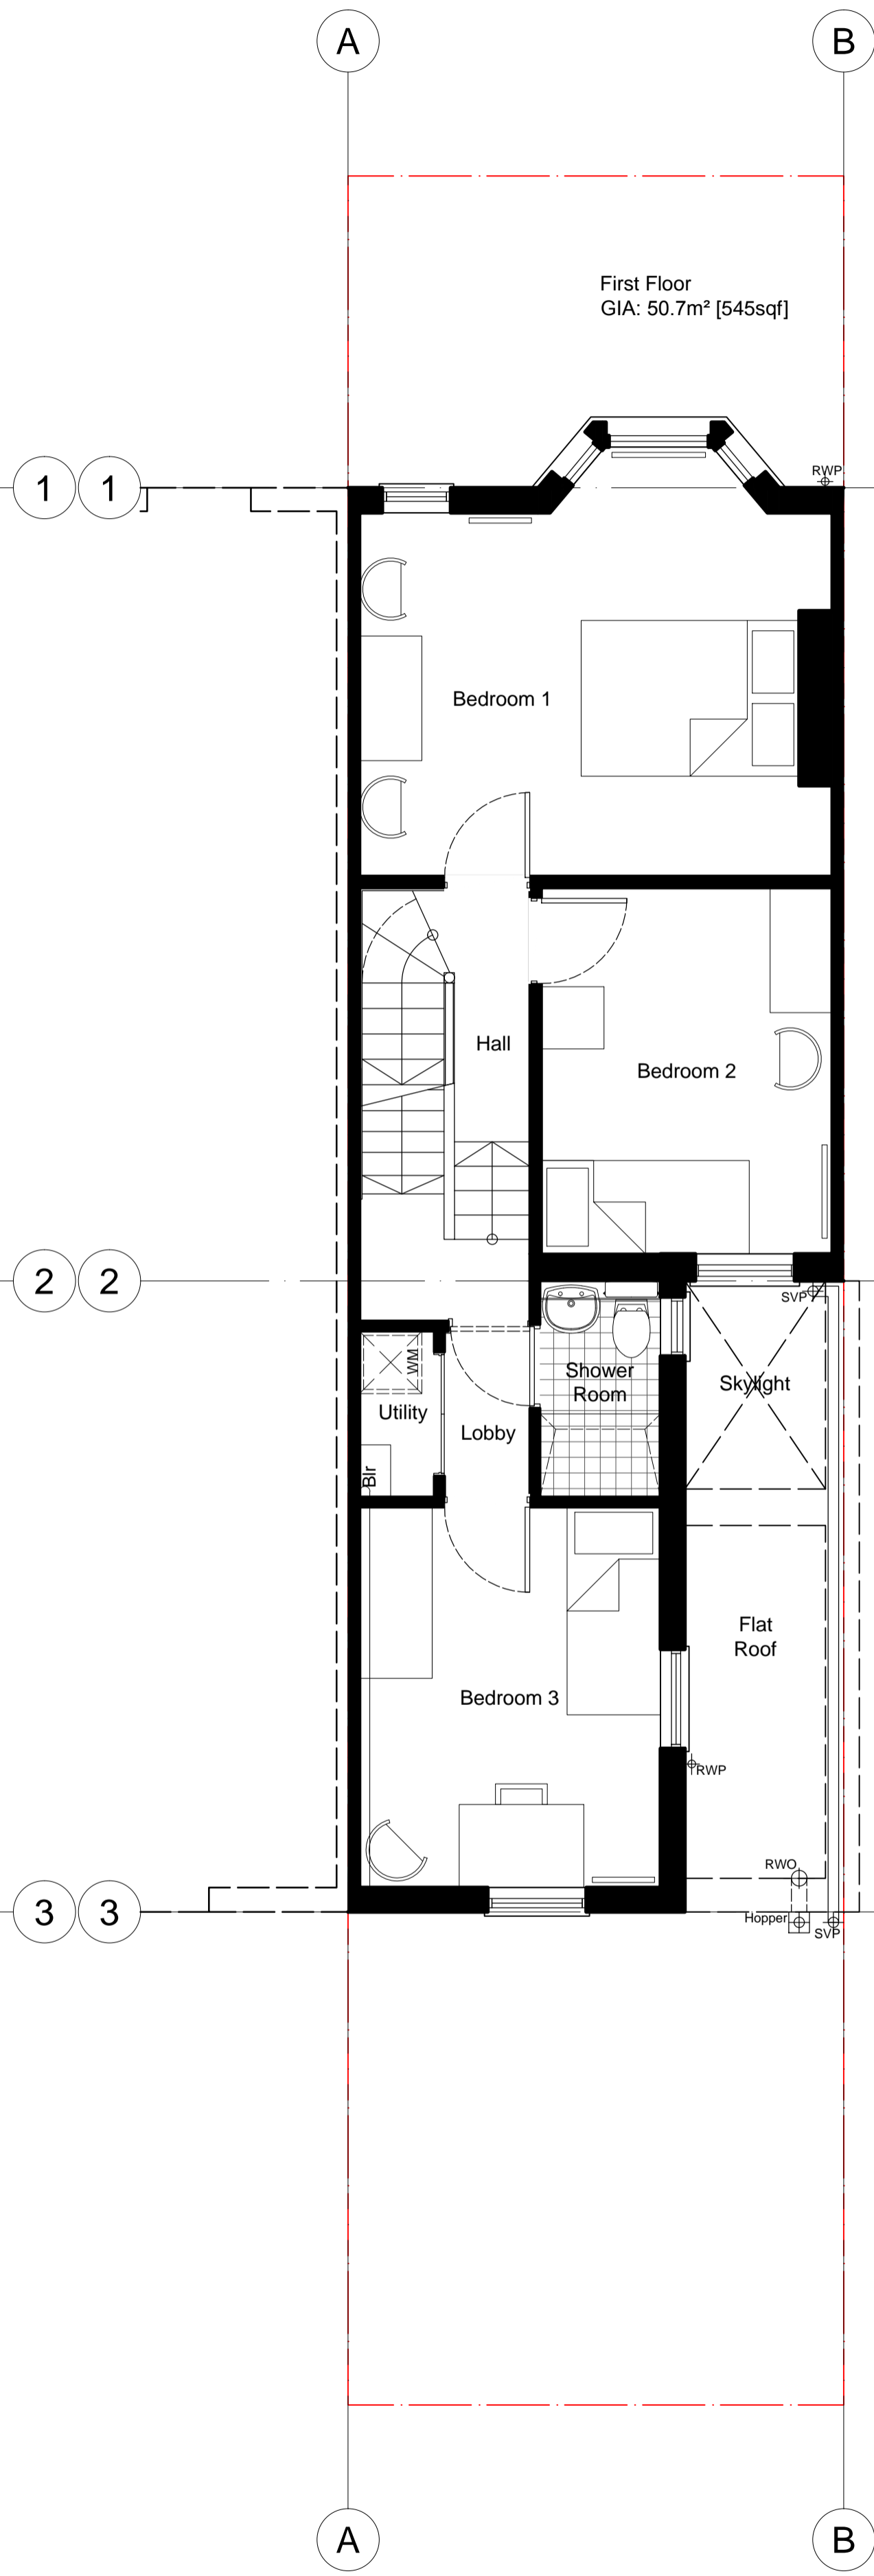 A
B
First Floor
GIA: 50.7m² [545sqf]
RWP
1
1
Bedroom 1
Hall
Bedroom 2
2
2
SVP
WM
Shower
Room
Skylight
Utility
Lobby
Blr
Flat
Roof
Bedroom 3
RWP
RWO
3
3
Hopper
SVP
A
B